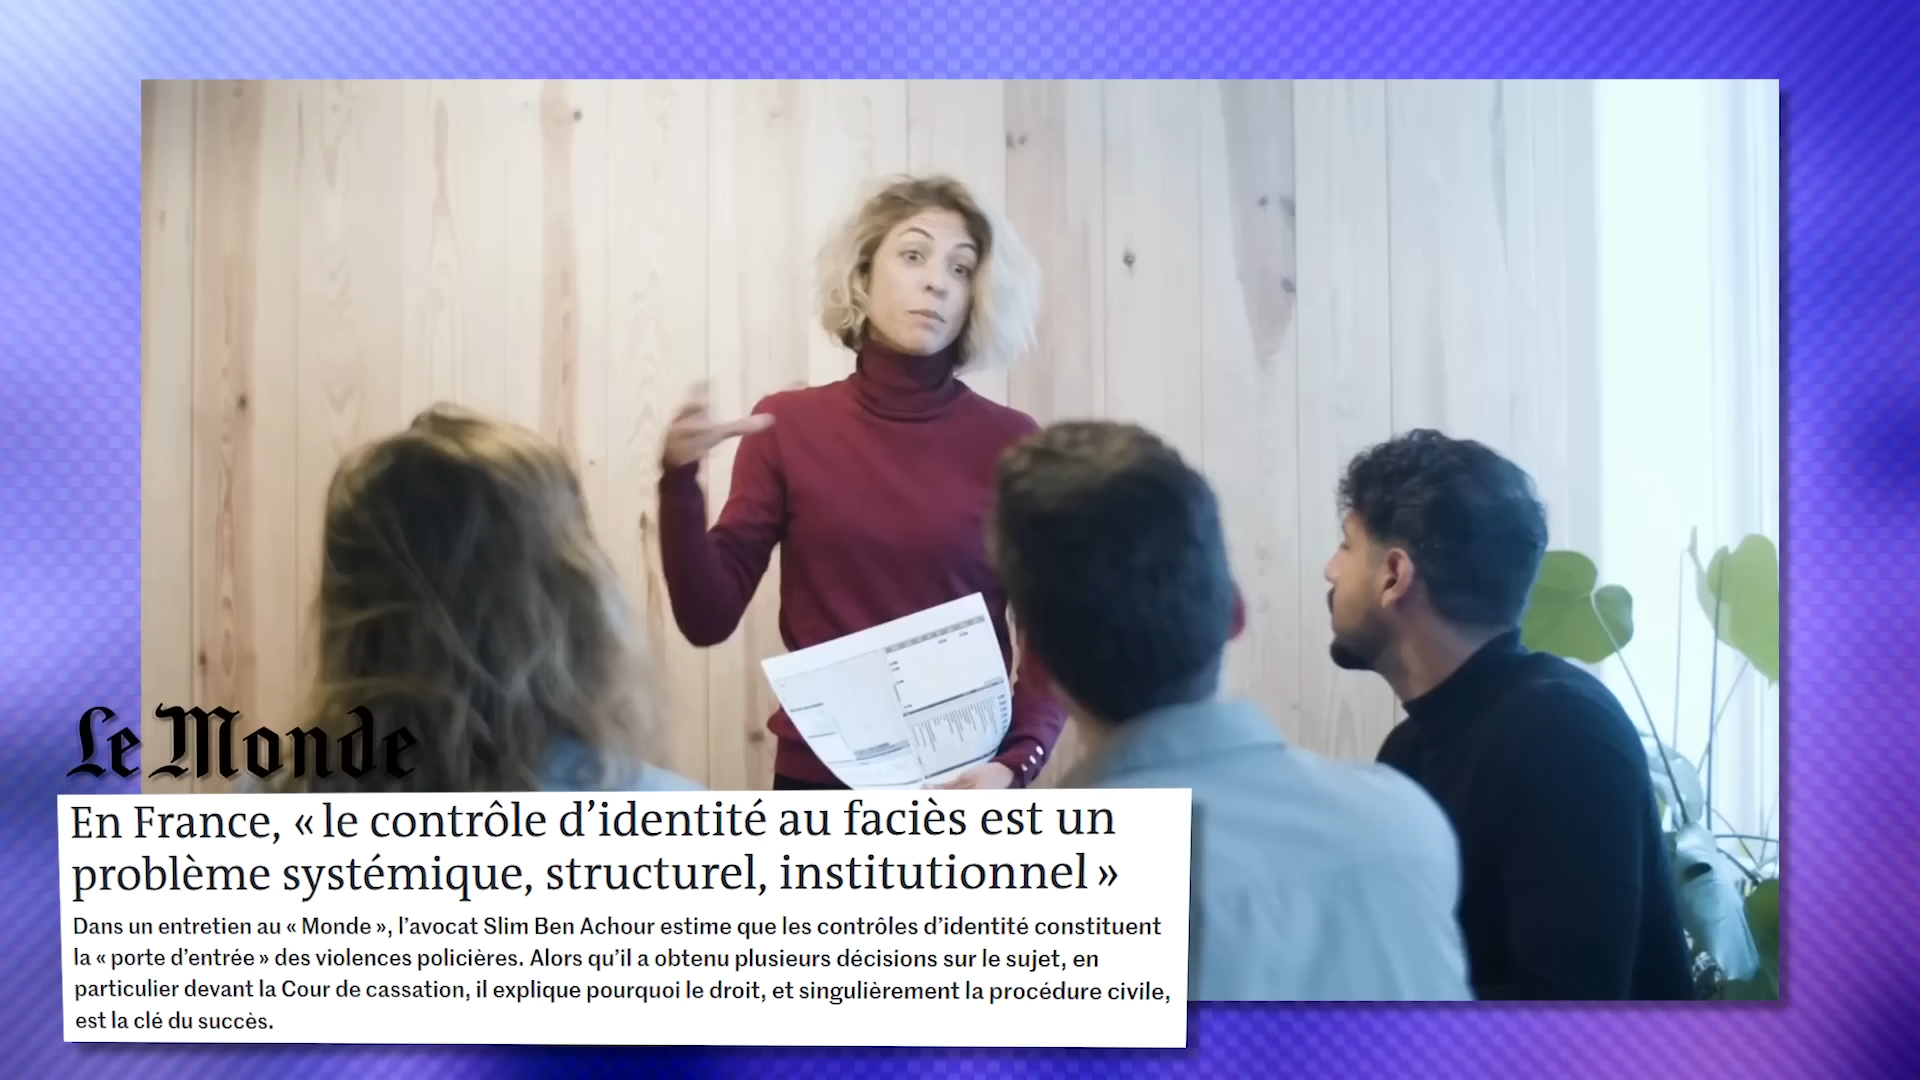 Le Monde
En France, « le contrôle d’identité au faciès est un
problème systémique, structurel, institutionnel »
Dans un entretien au « Monde », l’avocat Slim Ben Achour estime que les contrôles d’identité constituent
la « porte d’entrée » des violences policières. Alors qu’il a obtenu plusieurs décisions sur le sujet, en
particulier devant la Cour de cassation, il explique pourquoi le droit, et singulièrement la procédure civile,
est la clé du succès.